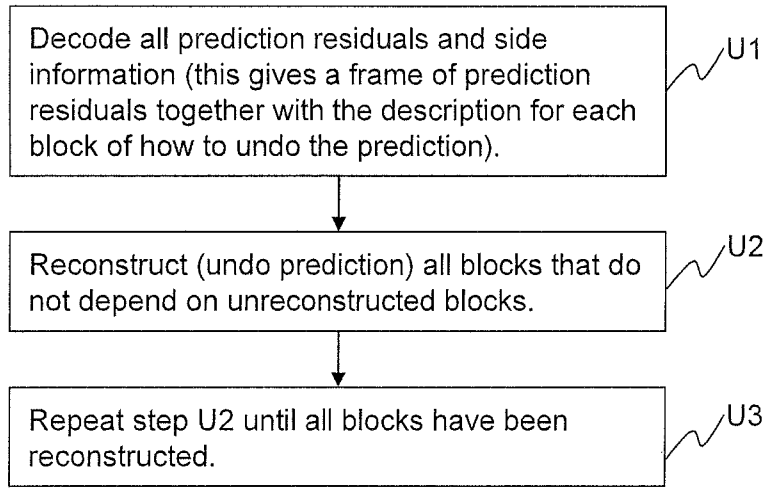 Decode all prediction residuals and side
information (this gives a frame of prediction
residuals together with the description for each
block of how to undo the prediction).
U1
Reconstruct (undo prediction) all blocks that do
not depend on unreconstructed blocks.
U2
Repeat step U2 until all blocks have been
reconstructed.
U3